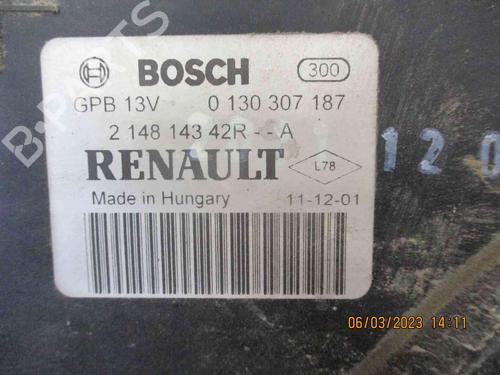 BOSCH 300
GPB 13V 0 130 307 187
2 148 143 42R - - A
RENAULT L78
Made in Hungary 11-12-01
B-PARTS
06/03/2023 14:11